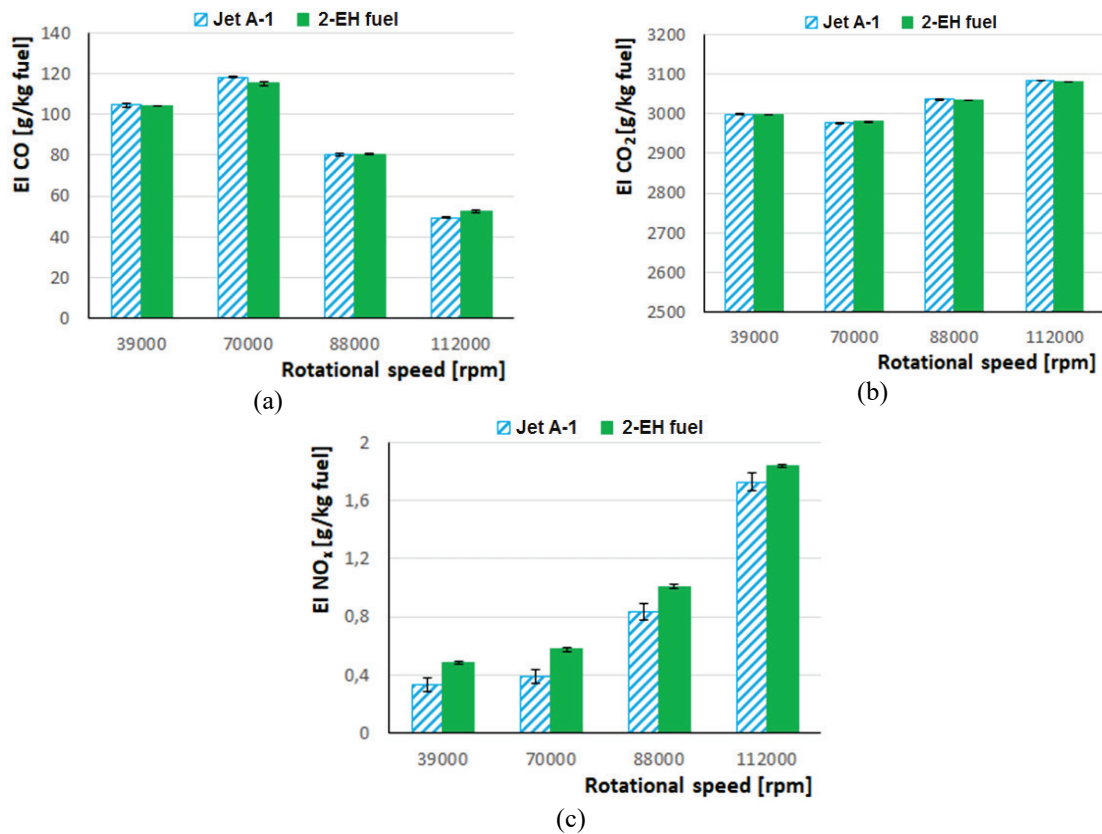 Jet A-1 2-EH fuel
EI CO [g/kg fuel]
140
120
100
80
60
40
20
0
39000 70000 88000 112000
Rotational speed [rpm]
(a)
Jet A-1 2-EH fuel
EI CO₂ [g/kg fuel]
3200
3100
3000
2900
2800
2700
2600
2500
39000 70000 88000 112000
Rotational speed [rpm]
(b)
Jet A-1 2-EH fuel
EI NOₓ [g/kg fuel]
2
1,6
1,2
0,8
0,4
0
39000 70000 88000 112000
Rotational speed [rpm]
(c)